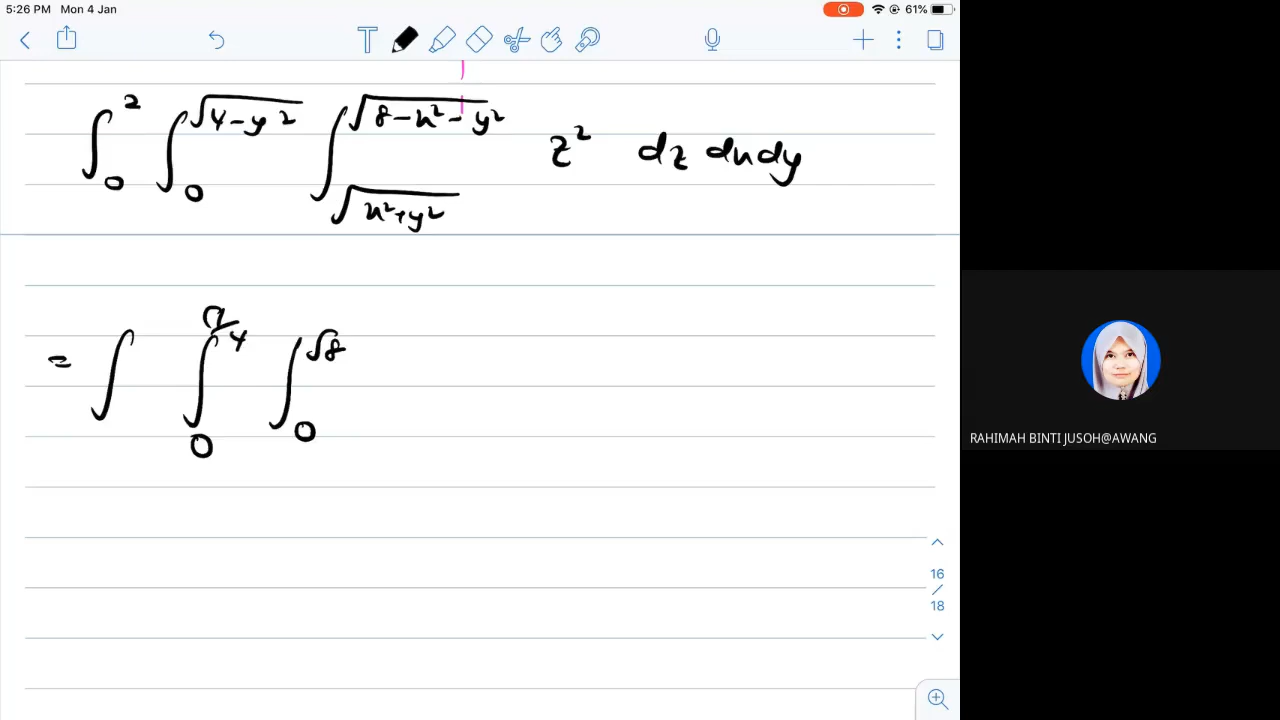 5:26 PM Mon 4 Jan 61%
∫₀² ∫₀^√(4-y²) ∫_√(x²+y²)^√(8-x²-y²) z² dz dx dy
= ∫ ∫₀^π/4 ∫₀^√8
RAHIMAH BINTI JUSOH@AWANG
16
/
18